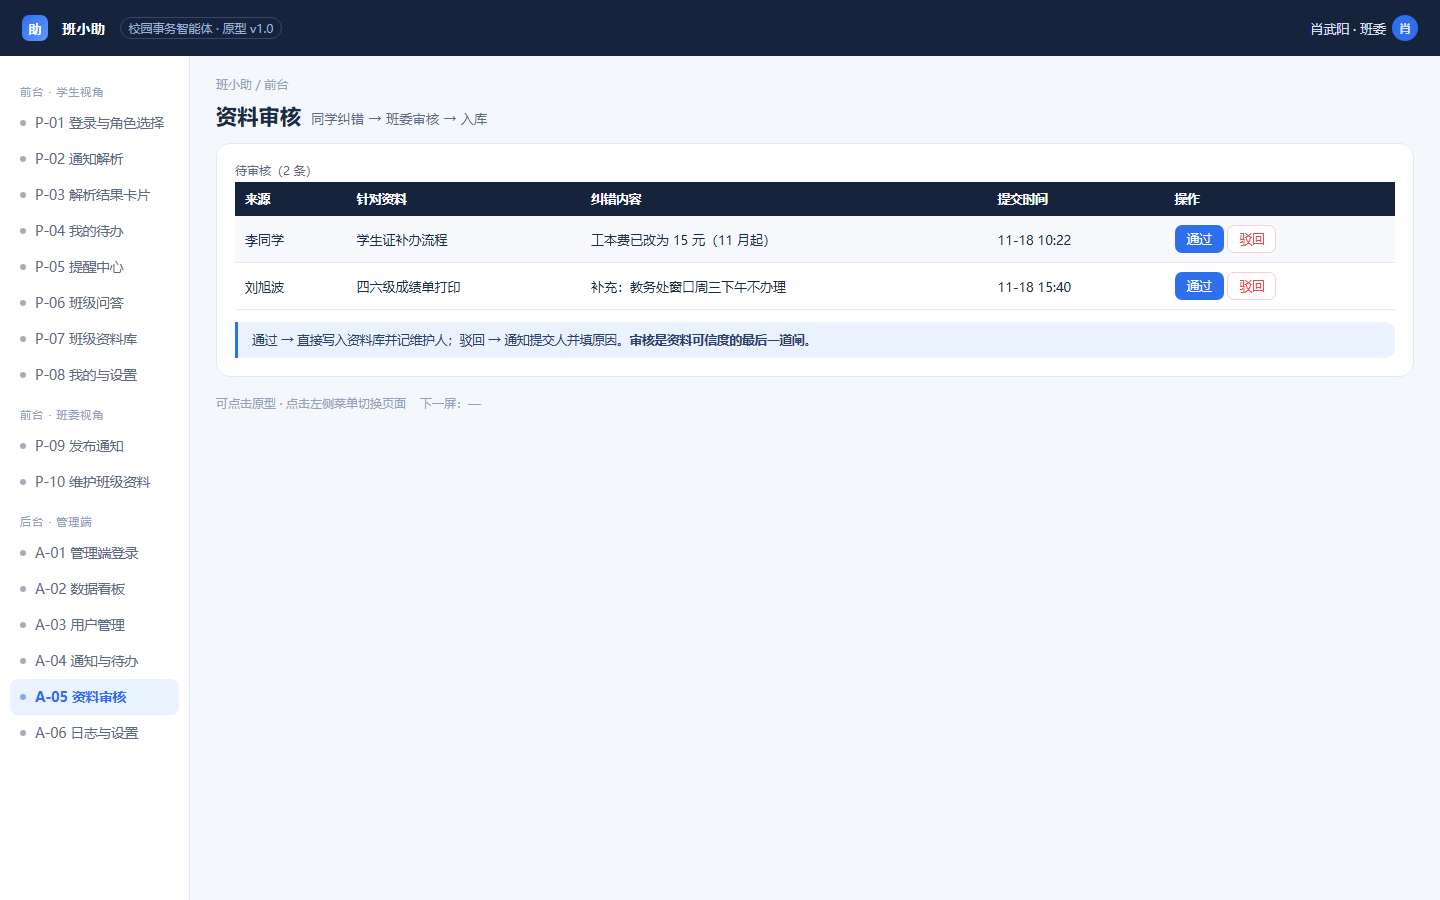 助 班小助 校园事务智能体 · 原型 v1.0 肖武阳 · 班委 肖
前台 · 学生视角
P-01 登录与角色选择
P-02 通知解析
P-03 解析结果卡片
P-04 我的待办
P-05 提醒中心
P-06 班级问答
P-07 班级资料库
P-08 我的与设置
前台 · 班委视角
P-09 发布通知
P-10 维护班级资料
后台 · 管理端
A-01 管理端登录
A-02 数据看板
A-03 用户管理
A-04 通知与待办
A-05 资料审核
A-06 日志与设置
班小助 / 前台
资料审核 同学纠错 → 班委审核 → 入库
待审核（2 条）
来源 针对资料 纠错内容 提交时间 操作
李同学 学生证补办流程 工本费已改为 15 元（11 月起） 11-18 10:22 通过 驳回
刘旭波 四六级成绩单打印 补充：教务处窗口周三下午不办理 11-18 15:40 通过 驳回
通过 → 直接写入资料库并记维护人；驳回 → 通知提交人并填原因。审核是资料可信度的最后一道闸。
可点击原型 · 点击左侧菜单切换页面 下一屏：—